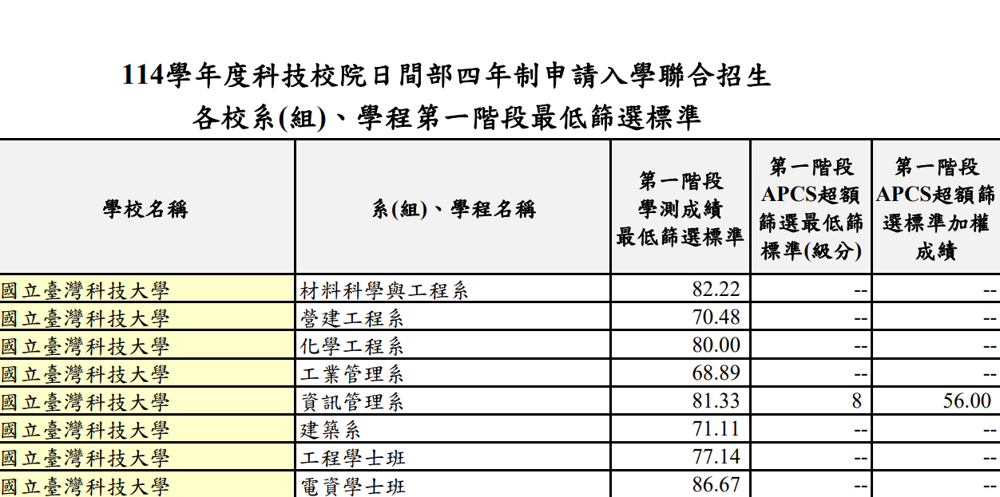 114學年度科技校院日間部四年制申請入學聯合招生
各校系(組)、學程第一階段最低篩選標準
學校名稱
系(組)、學程名稱
第一階段
學測成績
最低篩選標準
第一階段
APCS超額
篩選最低篩
標準(級分)
第一階段
APCS超額篩
選標準加權
成績
國立臺灣科技大學 材料科學與工程系 82.22 -- --
國立臺灣科技大學 營建工程系 70.48 -- --
國立臺灣科技大學 化學工程系 80.00 -- --
國立臺灣科技大學 工業管理系 68.89 -- --
國立臺灣科技大學 資訊管理系 81.33 8 56.00
國立臺灣科技大學 建築系 71.11 -- --
國立臺灣科技大學 工程學士班 77.14 -- --
國立臺灣科技大學 電資學士班 86.67 -- --